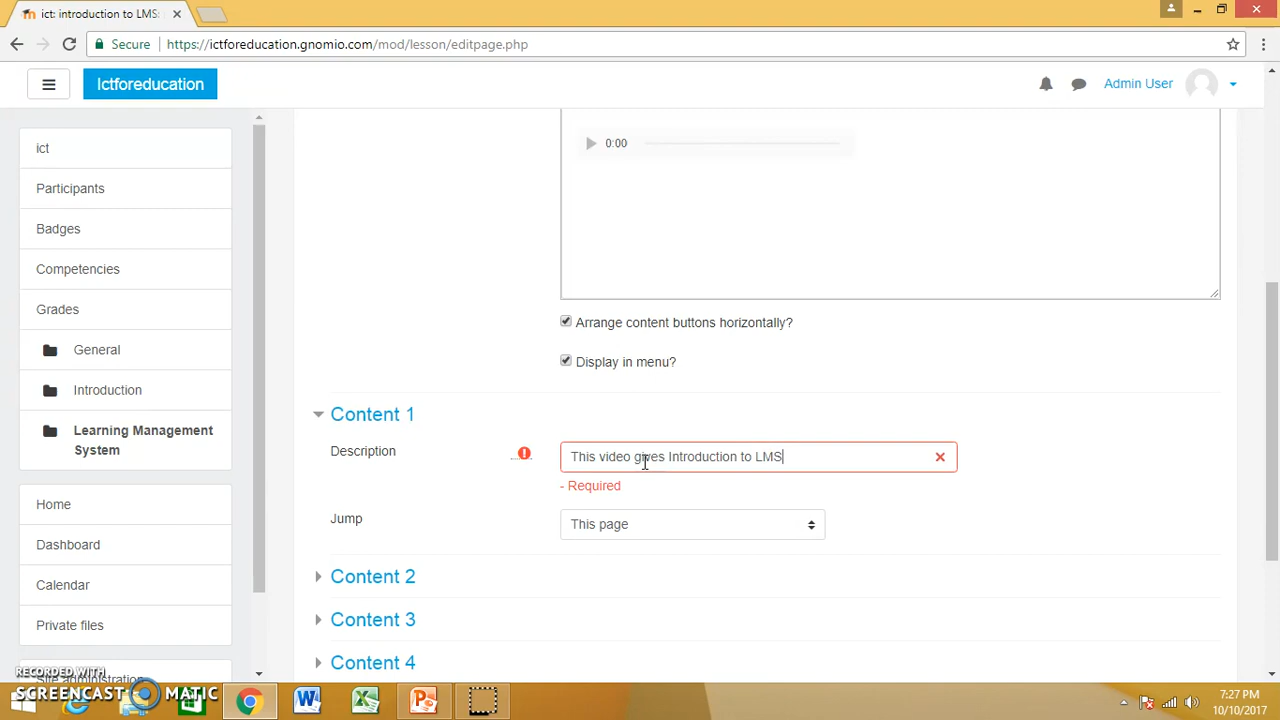 ict: introduction to LMS:
Secure
https://ictforeducation.gnomio.com/mod/lesson/editpage.php
Ictforeducation
Admin User
ict
Participants
Badges
Competencies
Grades
General
Introduction
Learning Management
System
Home
Dashboard
Calendar
Private files
Site administration
0:00
Arrange content buttons horizontally?
Display in menu?
Content 1
Description
This video gives Introduction to LMS
- Required
Jump
This page
Content 2
Content 3
Content 4
RECORDED WITH
SCREENCAST MATIC
7:27 PM
10/10/2017